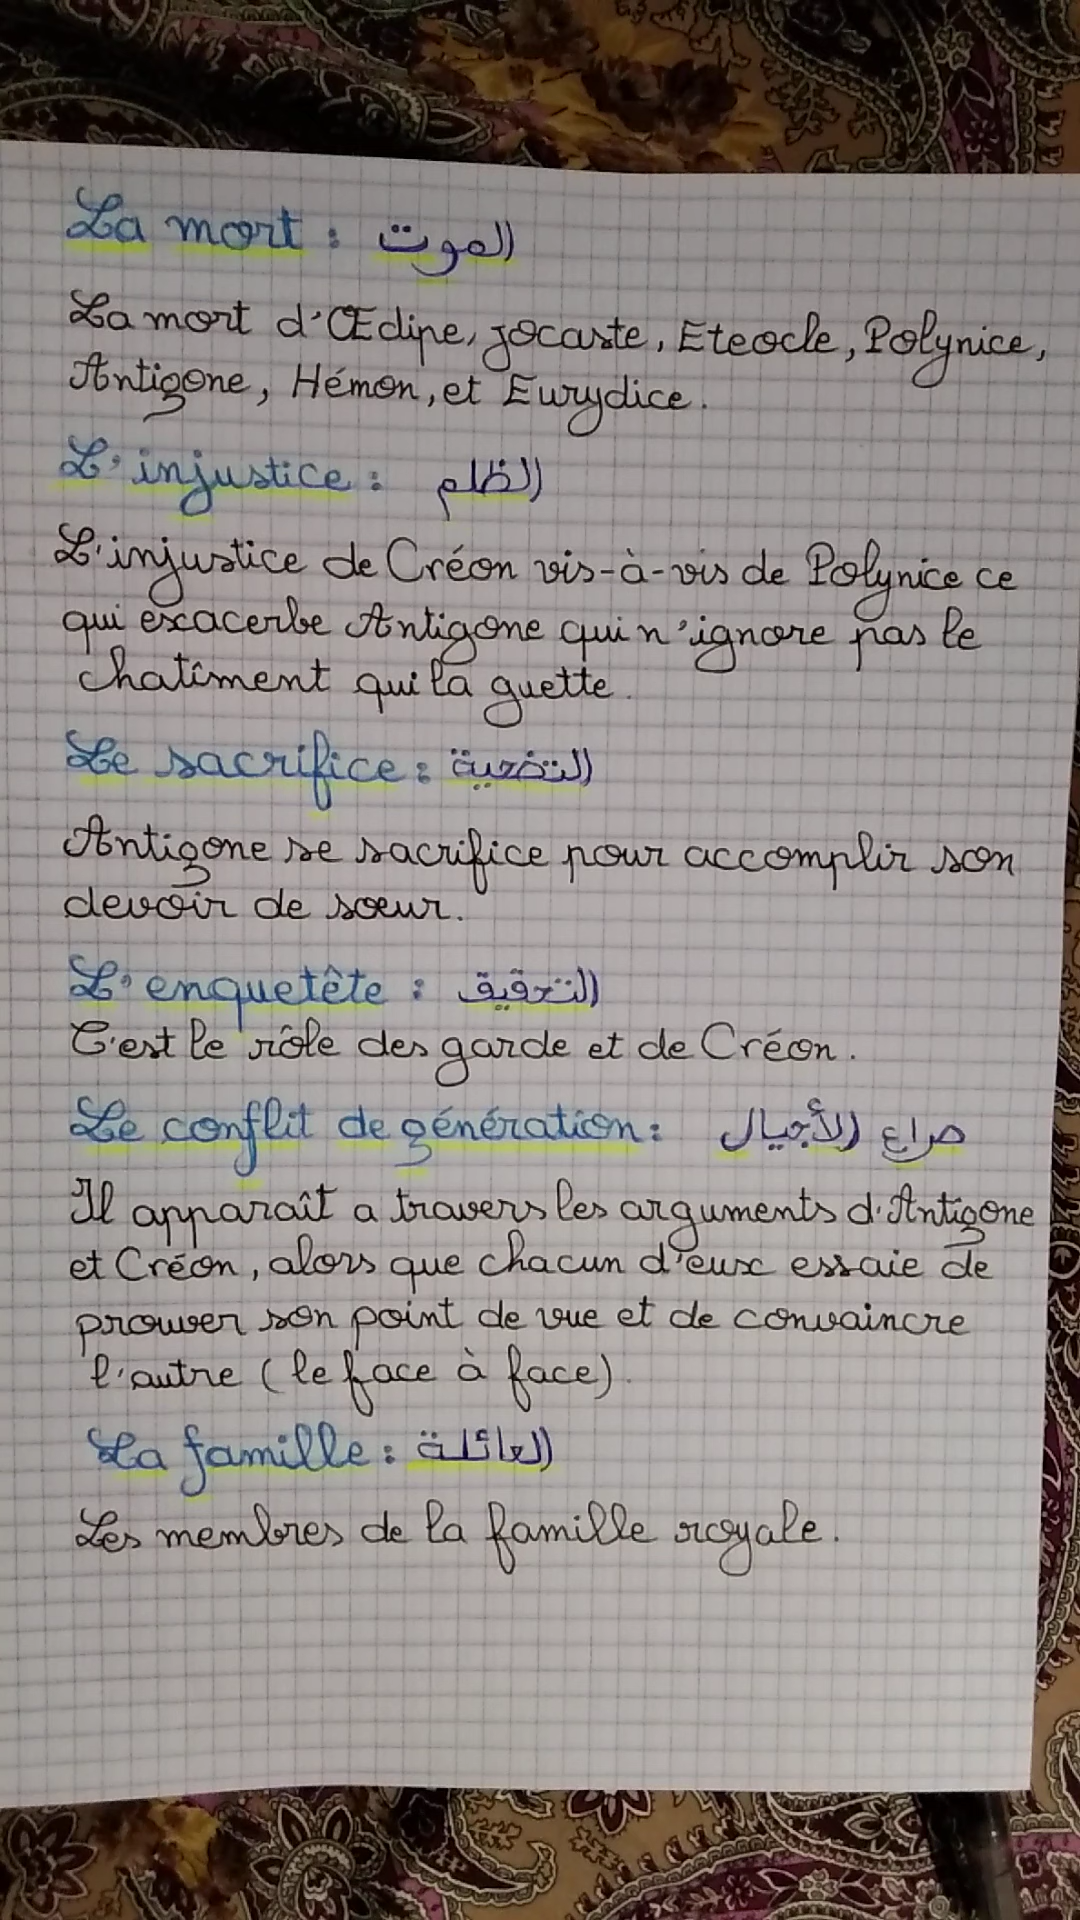 La mort : الموت
La mort d'Œdipe, jocaste, Eteocle, Polynice,
Antigone, Hémon, et Eurydice.
L'injustice : الظلم
L'injustice de Créon vis-à-vis de Polynice ce
qui exacerbe Antigone qui n'ignore pas le
chatîment qui la guette.
Le sacrifice : التضحية
Antigone se sacrifice pour accomplir son
devoir de sœur.
L'enquetête : التحقيق
C'est le rôle des garde et de Créon.
Le conflit de génération : صراع الأجيال
Il apparaît a travers les arguments d'Antigone
et Créon, alors que chacun d'eux essaie de
prouver son point de vue et de convaincre
l'autre (le face à face).
La famille : العائلة
Les membres de la famille royale.